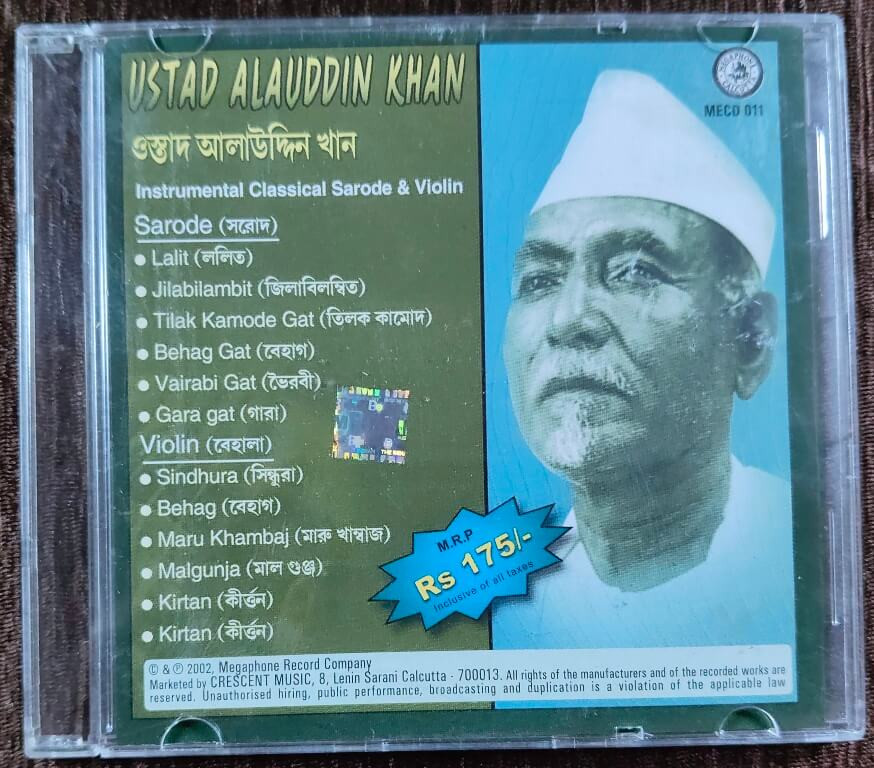 USTAD ALAUDDIN KHAN
ওস্তাদ আলাউদ্দিন খান
Instrumental Classical Sarode & Violin
Sarode (সরোদ)
• Lalit (ললিত)
• Jilabilambit (জিলাবিলম্বিত)
• Tilak Kamode Gat (তিলক কামোদ)
• Behag Gat (বেহাগ)
• Vairabi Gat (ভৈরবী)
• Gara gat (গারা)
Violin (বেহালা)
• Sindhura (সিন্ধুরা)
• Behag (বেহাগ)
• Maru Khambaj (মারু খাম্বাজ)
• Malgunja (মাল গুঞ্জ)
• Kirtan (কীর্ত্তন)
• Kirtan (কীর্ত্তন)
MEGAPHONE
CALCUTTA
MECD 011
M.R.P
Rs 175/-
Inclusive of all taxes
© & ℗ 2002, Megaphone Record Company
Marketed by CRESCENT MUSIC, 8, Lenin Sarani Calcutta - 700013. All rights of the manufacturers and of the recorded works are
reserved. Unauthorised hiring, public performance, broadcasting and duplication is a violation of the applicable law